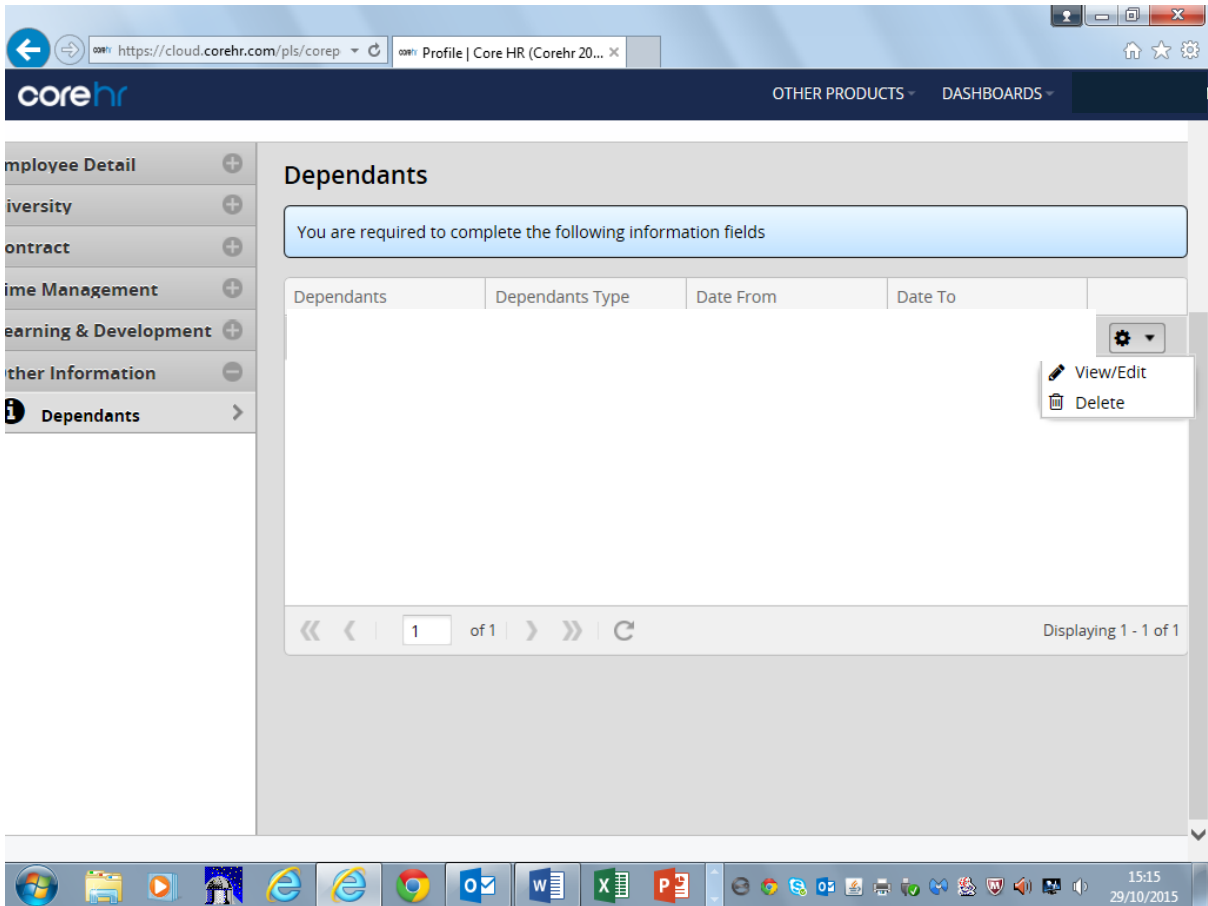 https://cloud.corehr.com/pls/corep
Profile | Core HR (Corehr 20...
corehr
OTHER PRODUCTS
DASHBOARDS
mployee Detail
iversity
ontract
ime Management
earning & Development
ther Information
Dependants
Dependants
You are required to complete the following information fields
Dependants Dependants Type Date From Date To
View/Edit
Delete
1 of 1
Displaying 1 - 1 of 1
15:15
29/10/2015